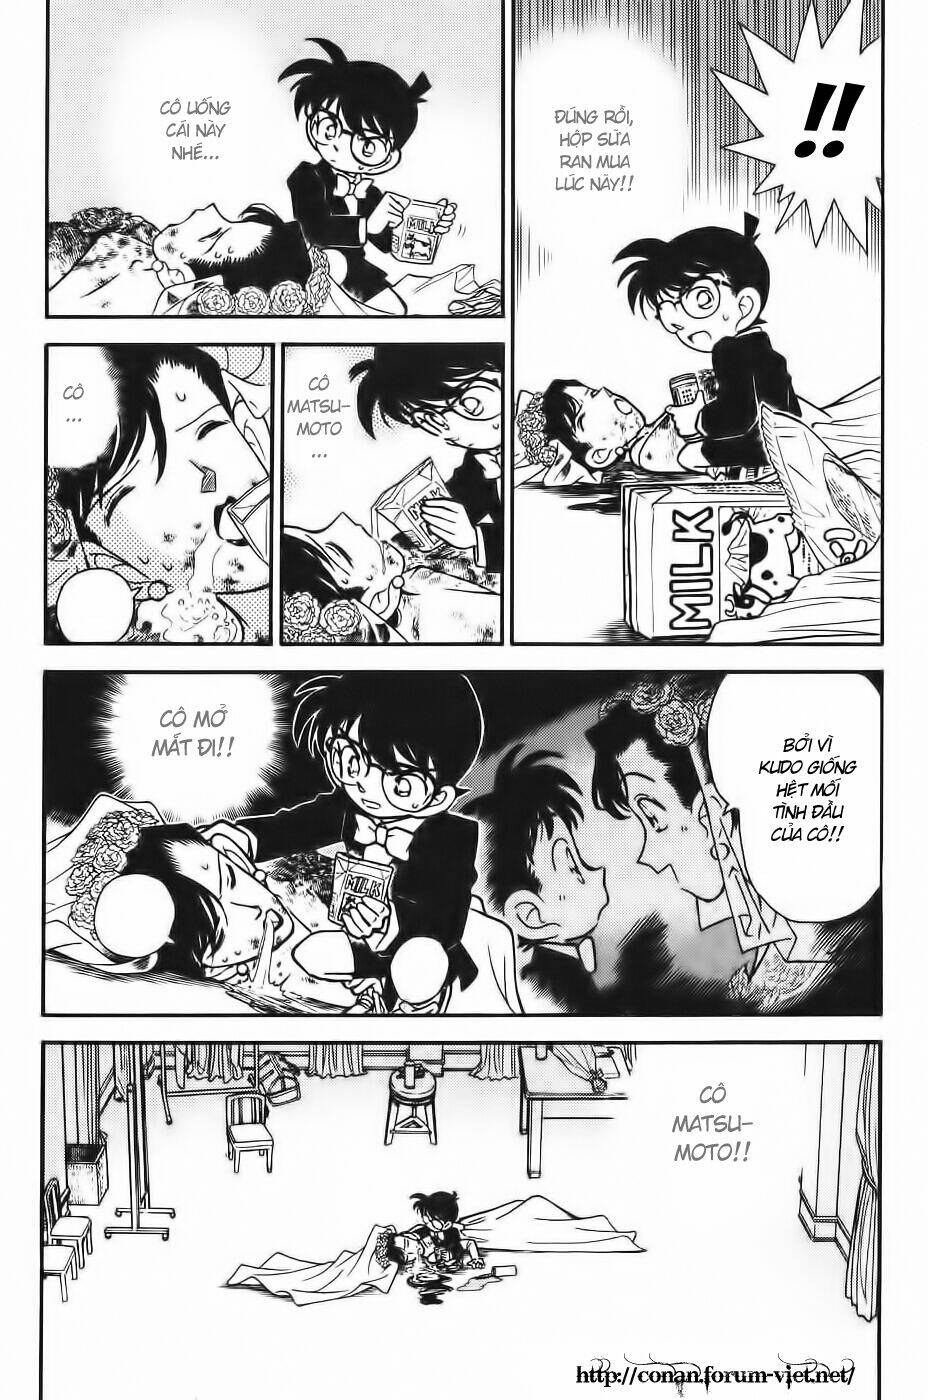 !!
ĐÚNG RỒI,
HỘP SỮA
RAN MUA
LÚC NÀY!!
MILK
CÔ UỐNG
CÁI NÀY
NHÉ...
MILK
CÔ
MATSU-
MOTO
...
MILK
CÔ
...
BỞI VÌ
KUDO GIỐNG
HỆT MỐI
TÌNH ĐẦU
CỦA CÔ!!
CÔ MỞ
MẮT ĐI!!
MILK
CÔ
MATSU-
MOTO!!
http://conan.forum-viet.net/